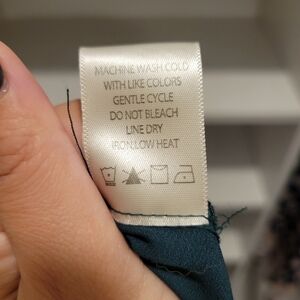 MACHINE WASH COLD
WITH LIKE COLORS
GENTLE CYCLE
DO NOT BLEACH
LINE DRY
IRON LOW HEAT